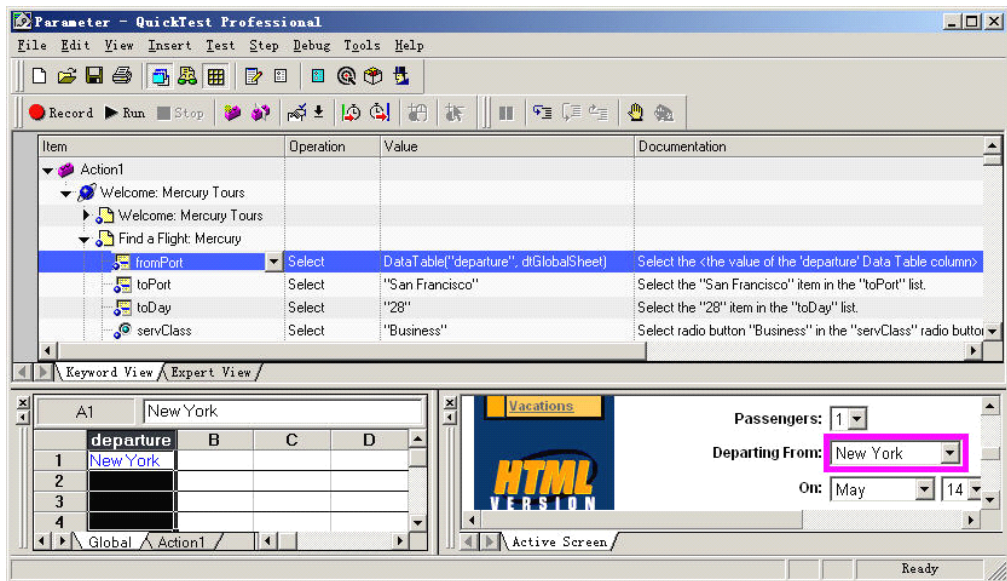 Parameter - QuickTest Professional
File Edit View Insert Test Step Debug Tools Help
Record Run Stop
Item Operation Value Documentation
Action1
Welcome: Mercury Tours
Welcome: Mercury Tours
Find a Flight: Mercury
fromPort Select DataTable("departure", dtGlobalSheet) Select the <the value of the 'departure' Data Table column>
toPort Select "San Francisco" Select the "San Francisco" item in the "toPort" list.
toDay Select "28" Select the "28" item in the "toDay" list.
servClass Select "Business" Select radio button "Business" in the "servClass" radio button
Keyword View Expert View
A1 New York
departure B C D
1 New York
2
3
4
Global Action1
Vacations
HTML
VERSION
Passengers: 1
Departing From: New York
On: May 14
Active Screen
Ready